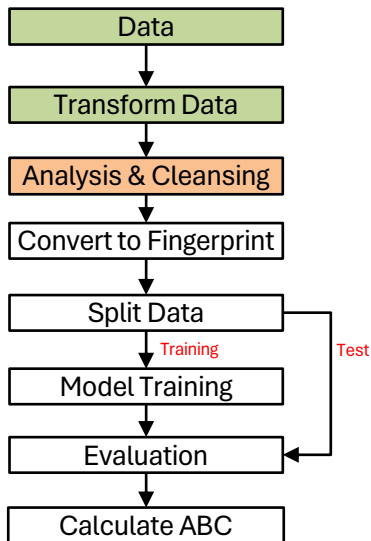 Data
Transform Data
Analysis & Cleansing
Convert to Fingerprint
Split Data
Training
Test
Model Training
Evaluation
Calculate ABC